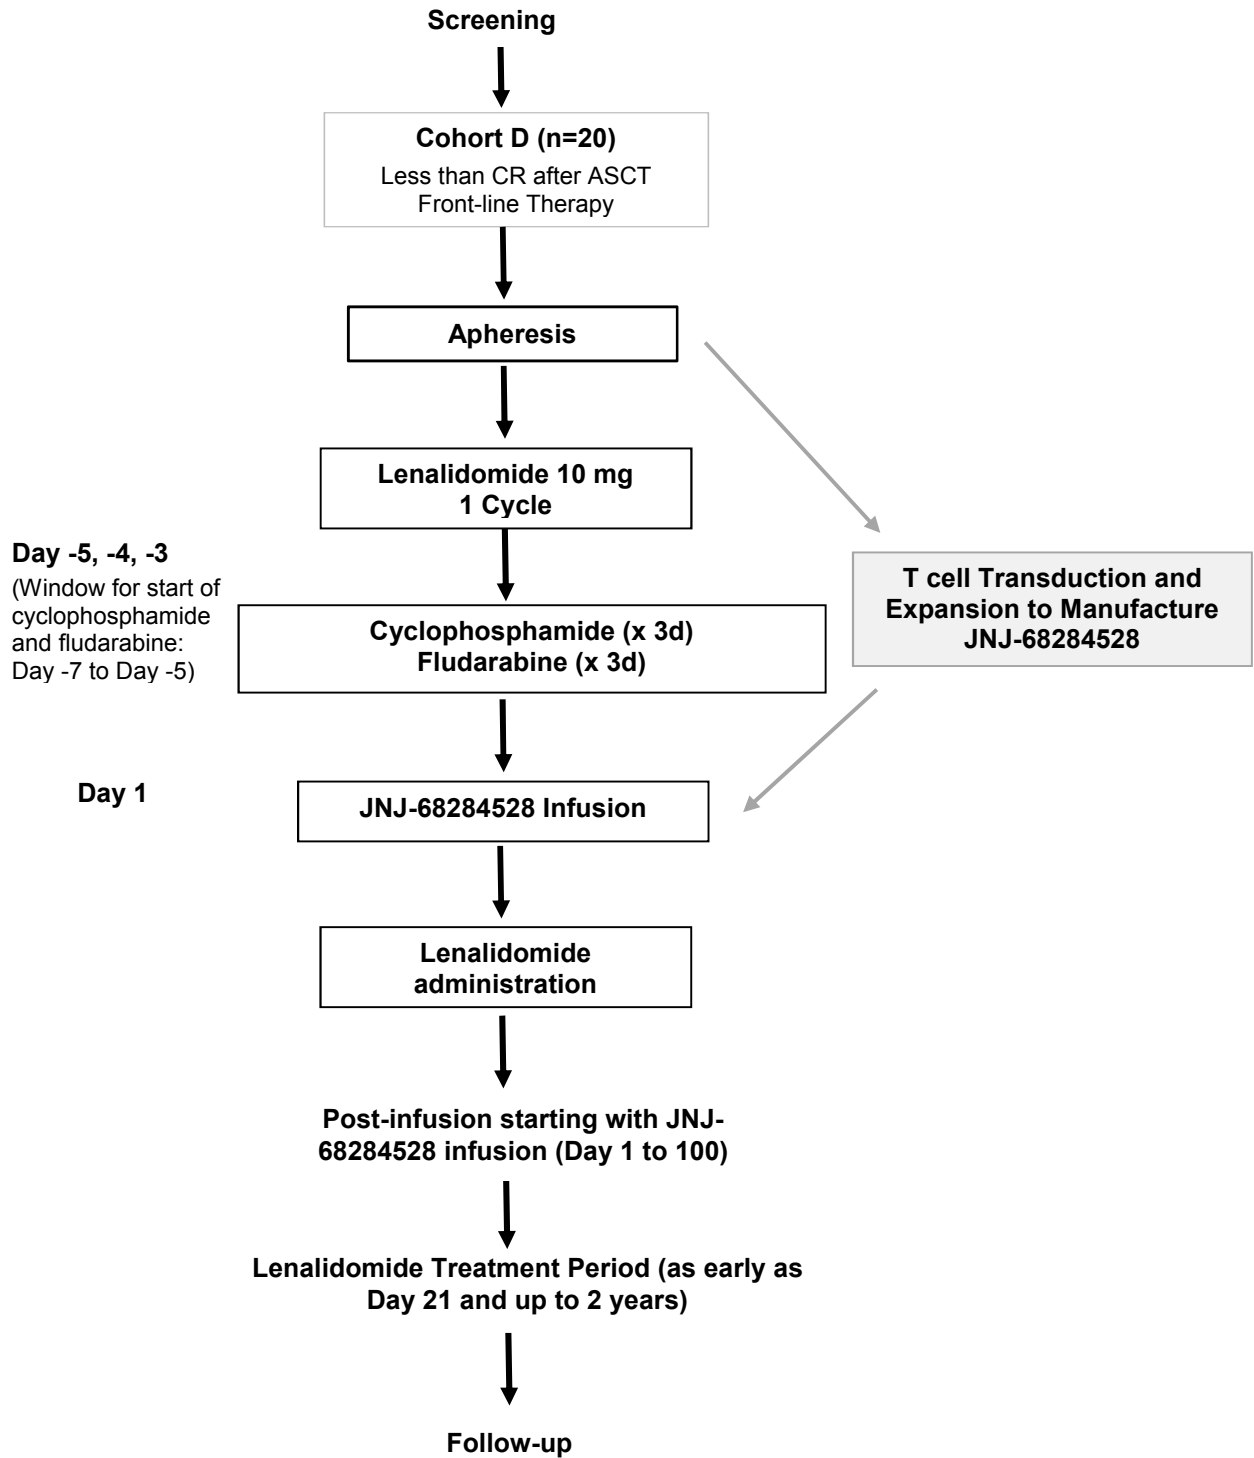 Screening
Cohort D (n=20)
Less than CR after ASCT
Front-line Therapy
Apheresis
Lenalidomide 10 mg
1 Cycle
Day -5, -4, -3
(Window for start of
cyclophosphamide
and fludarabine:
Day -7 to Day -5)
Cyclophosphamide (x 3d)
Fludarabine (x 3d)
T cell Transduction and
Expansion to Manufacture
JNJ-68284528
Day 1
JNJ-68284528 Infusion
Lenalidomide
administration
Post-infusion starting with JNJ-
68284528 infusion (Day 1 to 100)
Lenalidomide Treatment Period (as early as
Day 21 and up to 2 years)
Follow-up